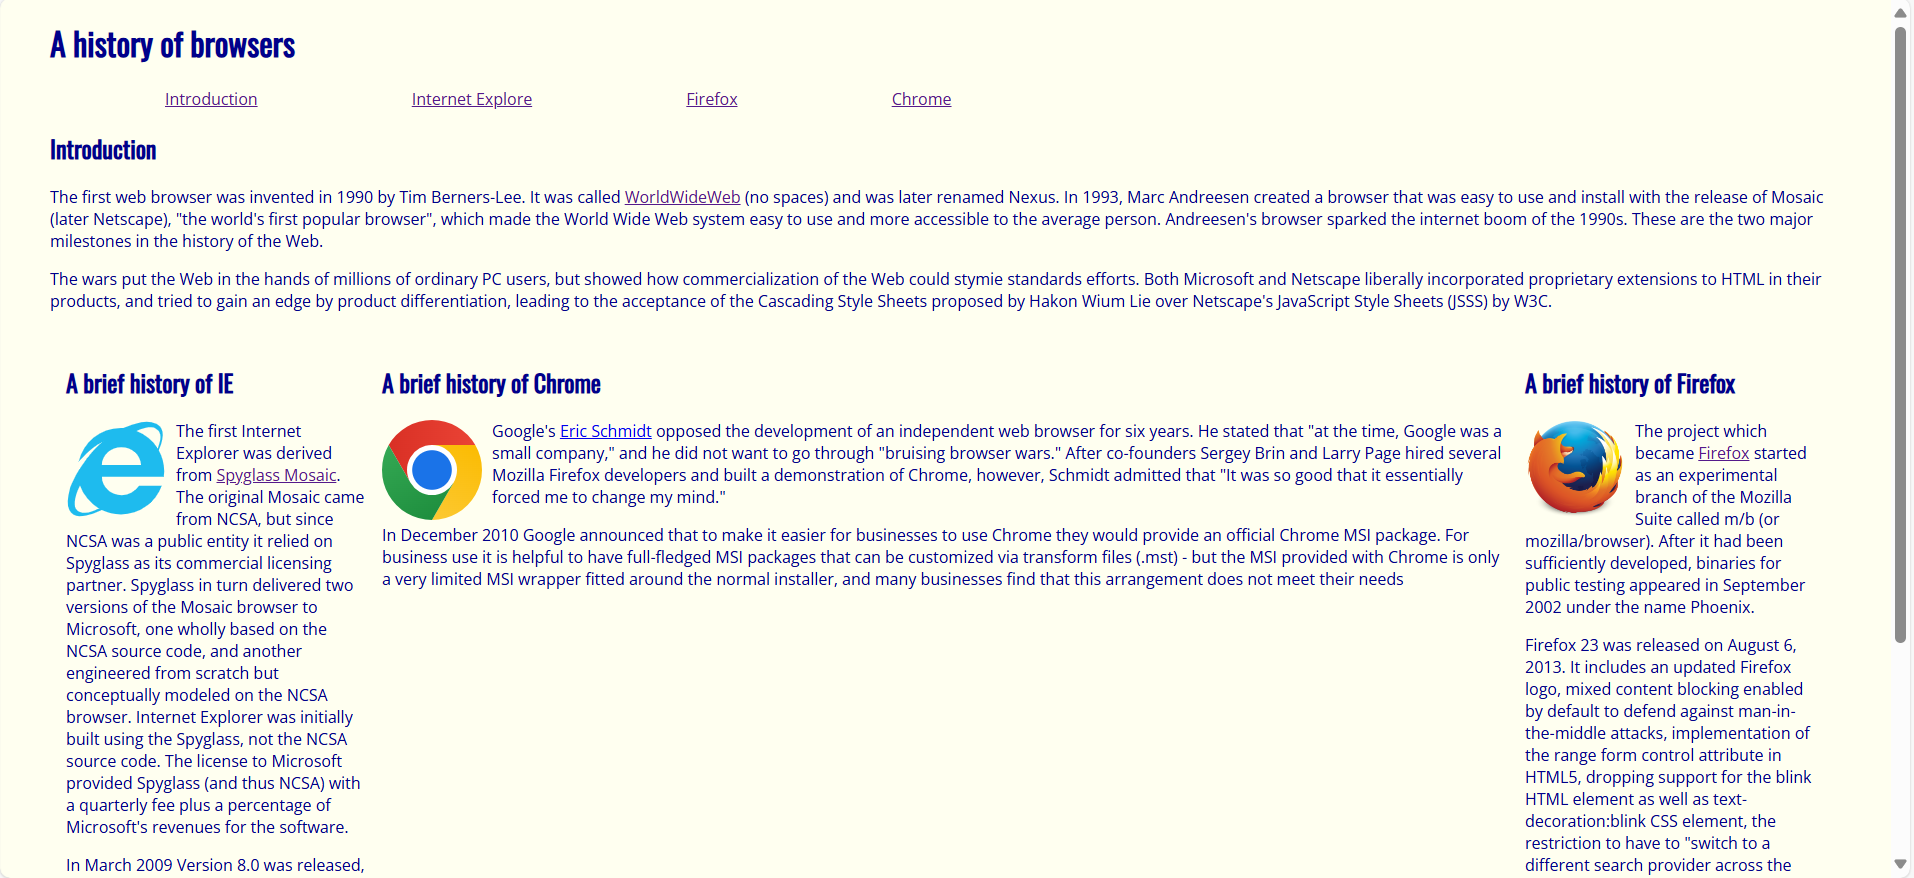 A history of browsers
Introduction
Internet Explore
Firefox
Chrome
Introduction
The first web browser was invented in 1990 by Tim Berners-Lee. It was called WorldWideWeb (no spaces) and was later renamed Nexus. In 1993, Marc Andreesen created a browser that was easy to use and install with the release of Mosaic
(later Netscape), "the world's first popular browser", which made the World Wide Web system easy to use and more accessible to the average person. Andreesen's browser sparked the internet boom of the 1990s. These are the two major
milestones in the history of the Web.
The wars put the Web in the hands of millions of ordinary PC users, but showed how commercialization of the Web could stymie standards efforts. Both Microsoft and Netscape liberally incorporated proprietary extensions to HTML in their
products, and tried to gain an edge by product differentiation, leading to the acceptance of the Cascading Style Sheets proposed by Hakon Wium Lie over Netscape's JavaScript Style Sheets (JSSS) by W3C.
A brief history of IE
The first Internet
Explorer was derived
from Spyglass Mosaic.
The original Mosaic came
from NCSA, but since
NCSA was a public entity it relied on
Spyglass as its commercial licensing
partner. Spyglass in turn delivered two
versions of the Mosaic browser to
Microsoft, one wholly based on the
NCSA source code, and another
engineered from scratch but
conceptually modeled on the NCSA
browser. Internet Explorer was initially
built using the Spyglass, not the NCSA
source code. The license to Microsoft
provided Spyglass (and thus NCSA) with
a quarterly fee plus a percentage of
Microsoft's revenues for the software.
In March 2009 Version 8.0 was released,
A brief history of Chrome
Google's Eric Schmidt opposed the development of an independent web browser for six years. He stated that "at the time, Google was a
small company," and he did not want to go through "bruising browser wars." After co-founders Sergey Brin and Larry Page hired several
Mozilla Firefox developers and built a demonstration of Chrome, however, Schmidt admitted that "It was so good that it essentially
forced me to change my mind."
In December 2010 Google announced that to make it easier for businesses to use Chrome they would provide an official Chrome MSI package. For
business use it is helpful to have full-fledged MSI packages that can be customized via transform files (.mst) - but the MSI provided with Chrome is only
a very limited MSI wrapper fitted around the normal installer, and many businesses find that this arrangement does not meet their needs
A brief history of Firefox
The project which
became Firefox started
as an experimental
branch of the Mozilla
Suite called m/b (or
mozilla/browser). After it had been
sufficiently developed, binaries for
public testing appeared in September
2002 under the name Phoenix.
Firefox 23 was released on August 6,
2013. It includes an updated Firefox
logo, mixed content blocking enabled
by default to defend against man-in-
the-middle attacks, implementation of
the range form control attribute in
HTML5, dropping support for the blink
HTML element as well as text-
decoration:blink CSS element, the
restriction to have to "switch to a
different search provider across the